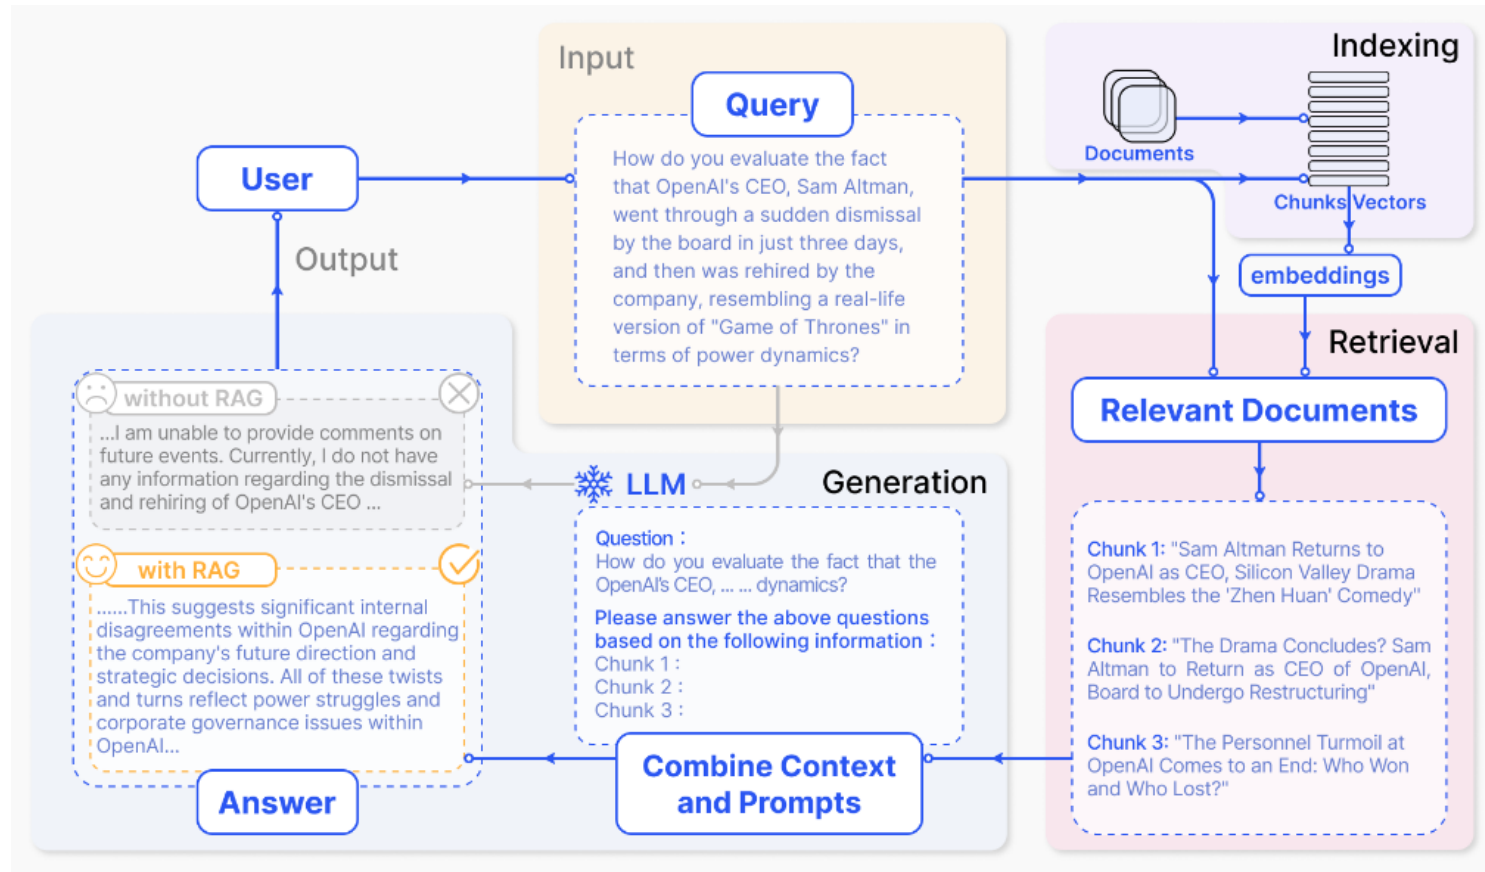 Input
Query
How do you evaluate the fact
that OpenAI's CEO, Sam Altman,
went through a sudden dismissal
by the board in just three days,
and then was rehired by the
company, resembling a real-life
version of "Game of Thrones" in
terms of power dynamics?
Indexing
Documents
Chunks Vectors
embeddings
User
Output
Retrieval
Relevant Documents
Chunk 1: "Sam Altman Returns to
OpenAI as CEO, Silicon Valley Drama
Resembles the 'Zhen Huan' Comedy"
Chunk 2: "The Drama Concludes? Sam
Altman to Return as CEO of OpenAI,
Board to Undergo Restructuring"
Chunk 3: "The Personnel Turmoil at
OpenAI Comes to an End: Who Won
and Who Lost?"
Generation
LLM
Question :
How do you evaluate the fact that the
OpenAI's CEO, ... ... dynamics?
Please answer the above questions
based on the following information :
Chunk 1 :
Chunk 2 :
Chunk 3 :
Combine Context
and Prompts
without RAG
...I am unable to provide comments on
future events. Currently, I do not have
any information regarding the dismissal
and rehiring of OpenAI's CEO ...
with RAG
......This suggests significant internal
disagreements within OpenAI regarding
the company's future direction and
strategic decisions. All of these twists
and turns reflect power struggles and
corporate governance issues within
OpenAI...
Answer